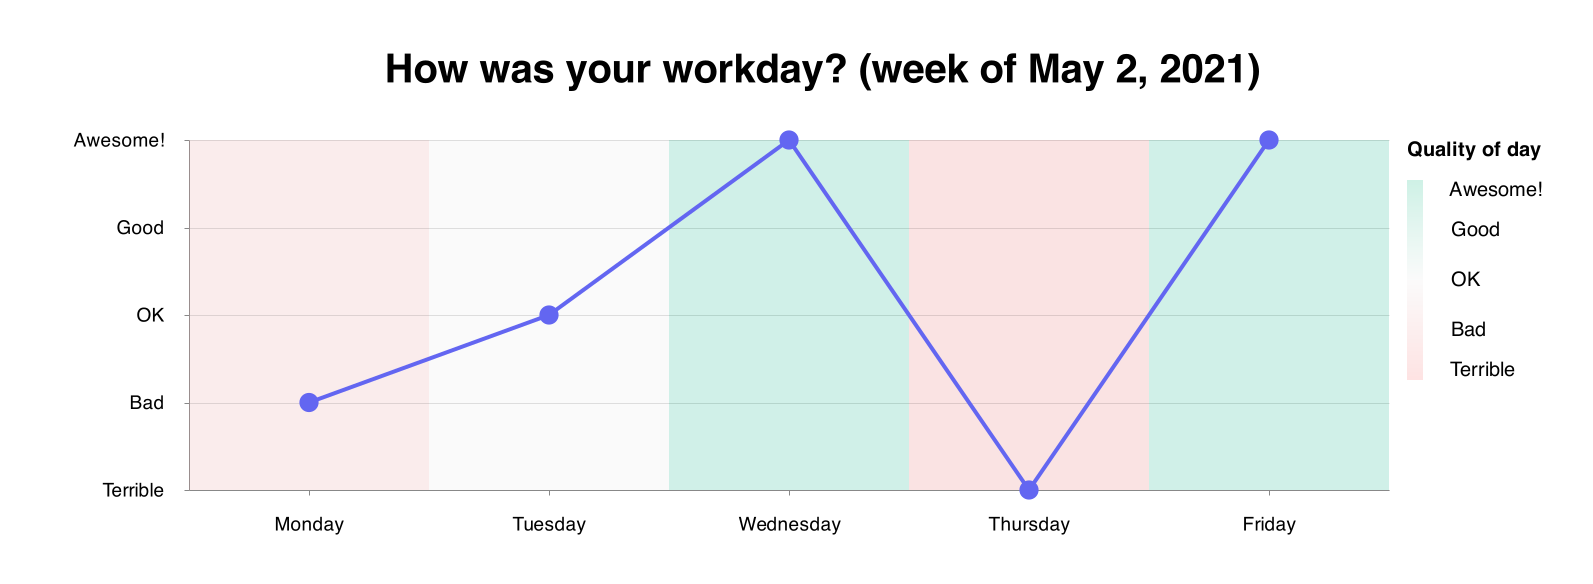 How was your workday? (week of May 2, 2021)
Awesome!
Good
OK
Bad
Terrible
Monday Tuesday Wednesday Thursday Friday
Quality of day
Awesome!
Good
OK
Bad
Terrible